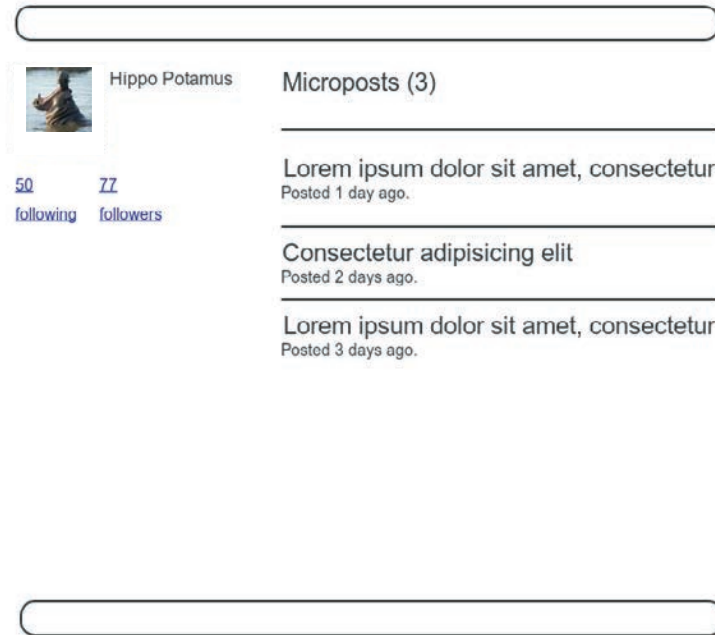 Hippo Potamus
50 77
following followers
Microposts (3)
Lorem ipsum dolor sit amet, consectetur
Posted 1 day ago.
Consectetur adipisicing elit
Posted 2 days ago.
Lorem ipsum dolor sit amet, consectetur
Posted 3 days ago.